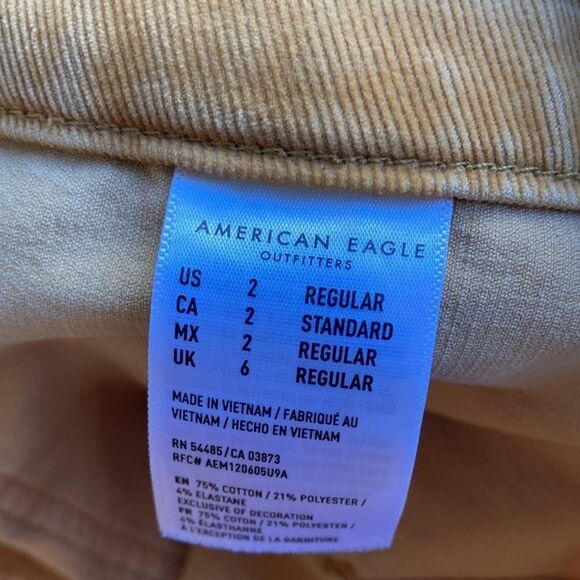 AMERICAN EAGLE
OUTFITTERS
US 2 REGULAR
CA 2 STANDARD
MX 2 REGULAR
UK 6 REGULAR
MADE IN VIETNAM / FABRIQUÉ AU
VIETNAM / HECHO EN VIETNAM
RN 54485/CA 03873
RFC# AEM120605U9A
EN 75% COTTON / 21% POLYESTER /
4% ELASTANE
EXCLUSIVE OF DECORATION
FR 75% COTON / 21% POLYESTER /
4% ÉLASTHANNE
À L'EXCEPTION DE LA GARNITURE